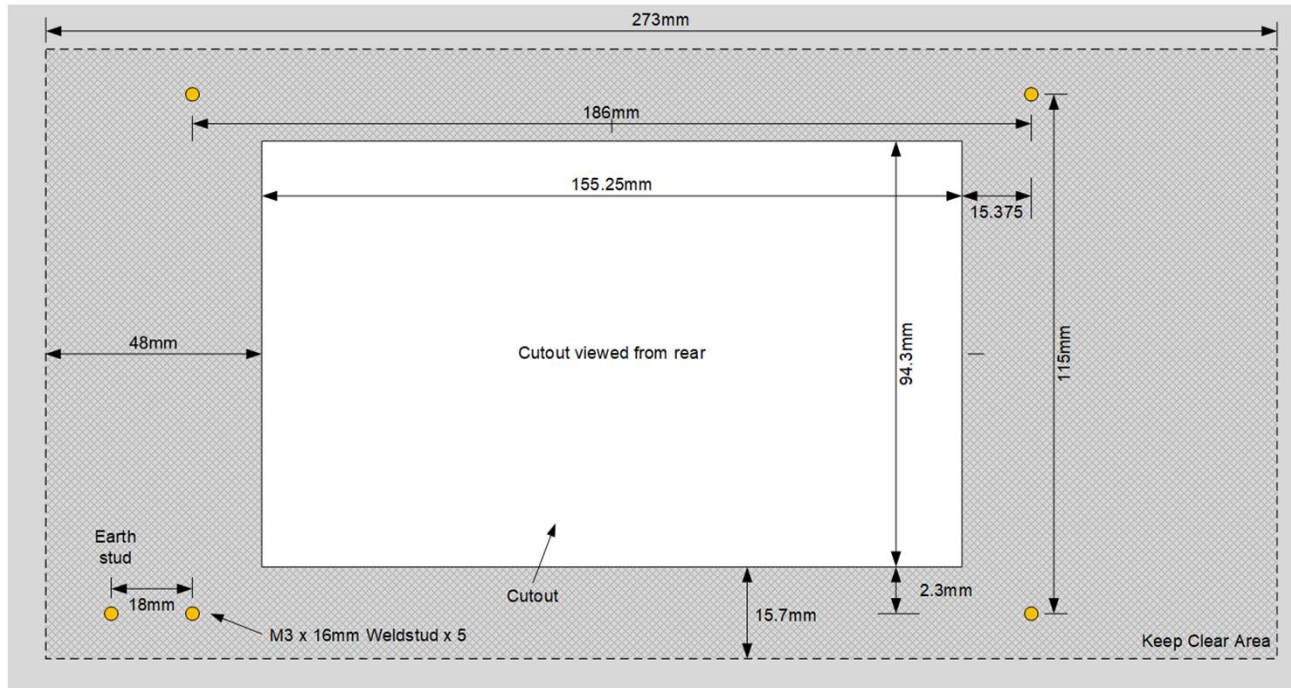 273mm
186mm
155.25mm
15.375
48mm
Cutout viewed from rear
94.3mm
115mm
Earth
stud
18mm
Cutout
2.3mm
15.7mm
M3 x 16mm Weldstud x 5
Keep Clear Area